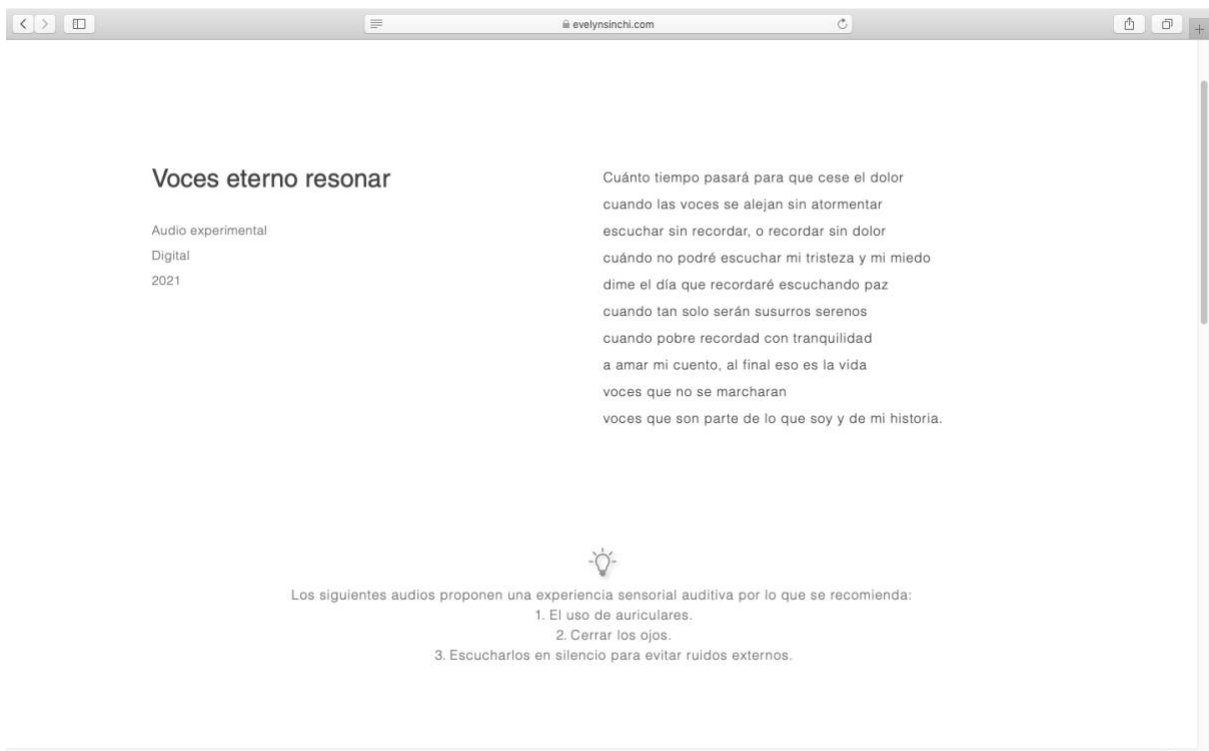 evelynsinchi.com
Voces eterno resonar
Audio experimental
Digital
2021
Cuánto tiempo pasará para que cese el dolor
cuando las voces se alejan sin atormentar
escuchar sin recordar, o recordar sin dolor
cuándo no podré escuchar mi tristeza y mi miedo
dime el día que recordaré escuchando paz
cuando tan solo serán susurros serenos
cuando pobre recordad con tranquilidad
a amar mi cuento, al final eso es la vida
voces que no se marcharan
voces que son parte de lo que soy y de mi historia.
Los siguientes audios proponen una experiencia sensorial auditiva por lo que se recomienda:
1. El uso de auriculares.
2. Cerrar los ojos.
3. Escucharlos en silencio para evitar ruidos externos.